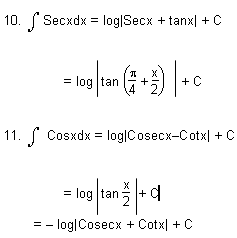 10. ∫ Secxdx = log|Secx + tanx| + C
= log |tan (π/4 + x/2)| + C
11. ∫ Cosxdx = log|Cosecx–Cotx| + C
= log |tan x/2| + C|
= – log|Cosecx + Cotx| + C